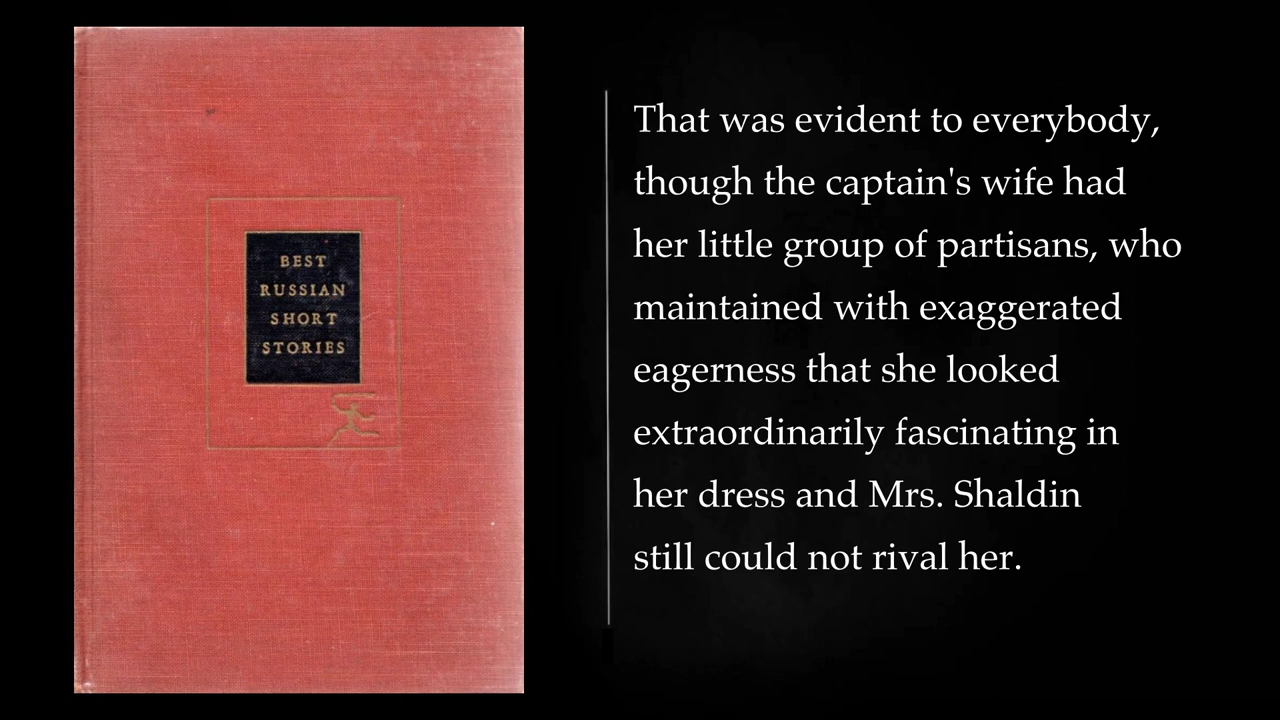 BEST
RUSSIAN
SHORT
STORIES
That was evident to everybody,
though the captain's wife had
her little group of partisans, who
maintained with exaggerated
eagerness that she looked
extraordinarily fascinating in
her dress and Mrs. Shaldin
still could not rival her.